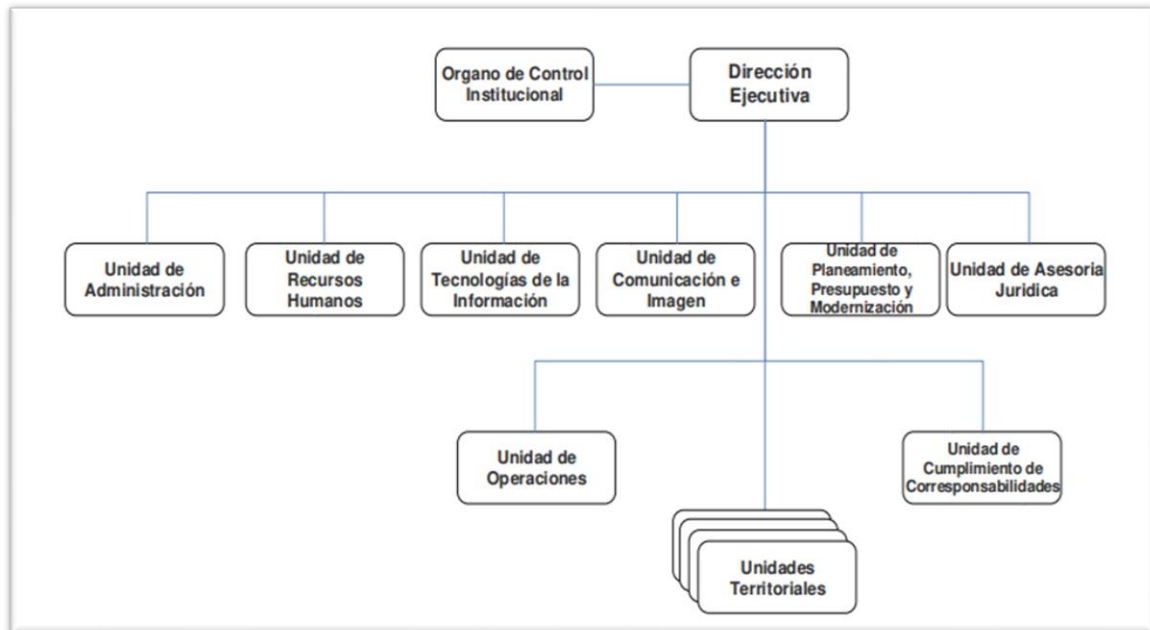 Organo de Control
Institucional
Dirección
Ejecutiva
Unidad de
Administración
Unidad de
Recursos
Humanos
Unidad de
Tecnologías de la
Información
Unidad de
Comunicación e
Imagen
Unidad de
Planeamiento,
Presupuesto y
Modernización
Unidad de Asesoria
Juridica
Unidad de
Operaciones
Unidad de
Cumplimiento de
Corresponsabilidades
Unidades
Territoriales